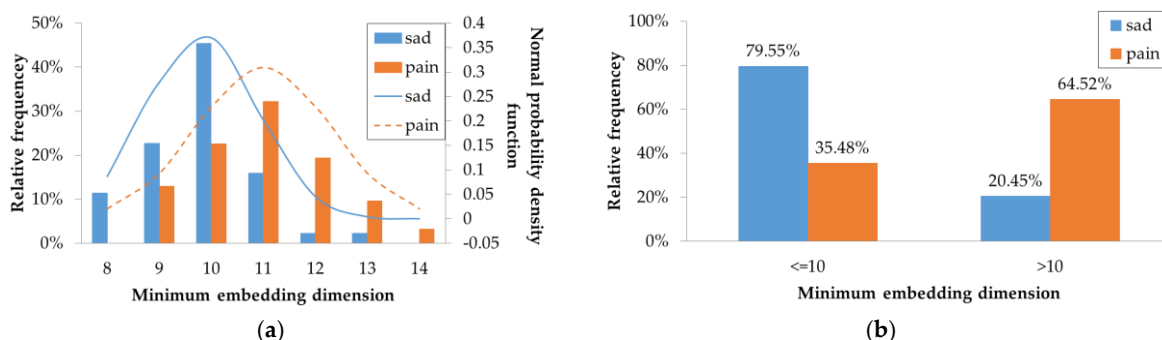 50%
40%
30%
20%
10%
0%
Relative frequencey
0.4
0.35
0.3
0.25
0.2
0.15
0.1
0.05
0
-0.05
Normal probability density
function
sad
pain
sad
pain
8 9 10 11 12 13 14
Minimum embedding dimension
(a)
100%
80%
60%
40%
20%
0%
Relative frequencey
79.55%
35.48%
20.45%
64.52%
sad
pain
<=10 >10
Minimum embedding dimension
(b)